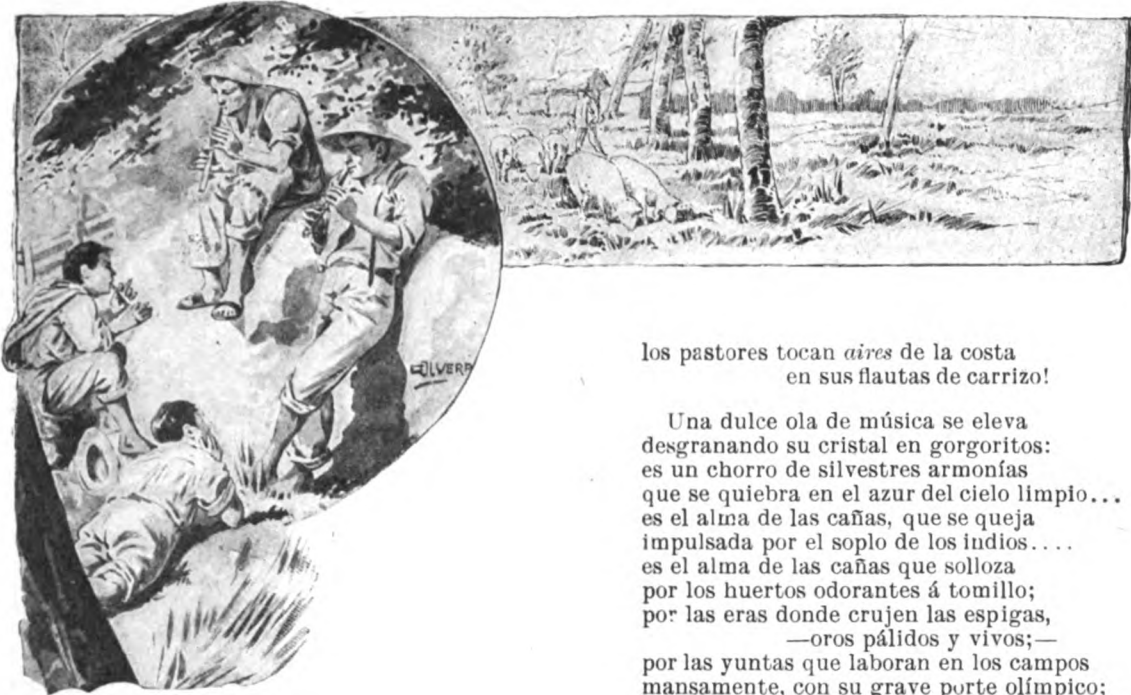 OLVERA
los pastores tocan aires de la costa
en sus flautas de carrizo!
Una dulce ola de música se eleva
desgranando su cristal en gorgoritos:
es un chorro de silvestres armonías
que se quiebra en el azur del cielo limpio...
es el alma de las cañas, que se queja
impulsada por el soplo de los indios....
es el alma de las cañas que solloza
por los huertos odorantes á tomillo;
por las eras donde crujen las espigas,
—oros pálidos y vivos;—
por las yuntas que laboran en los campos
mansamente, con su grave porte olímpico;